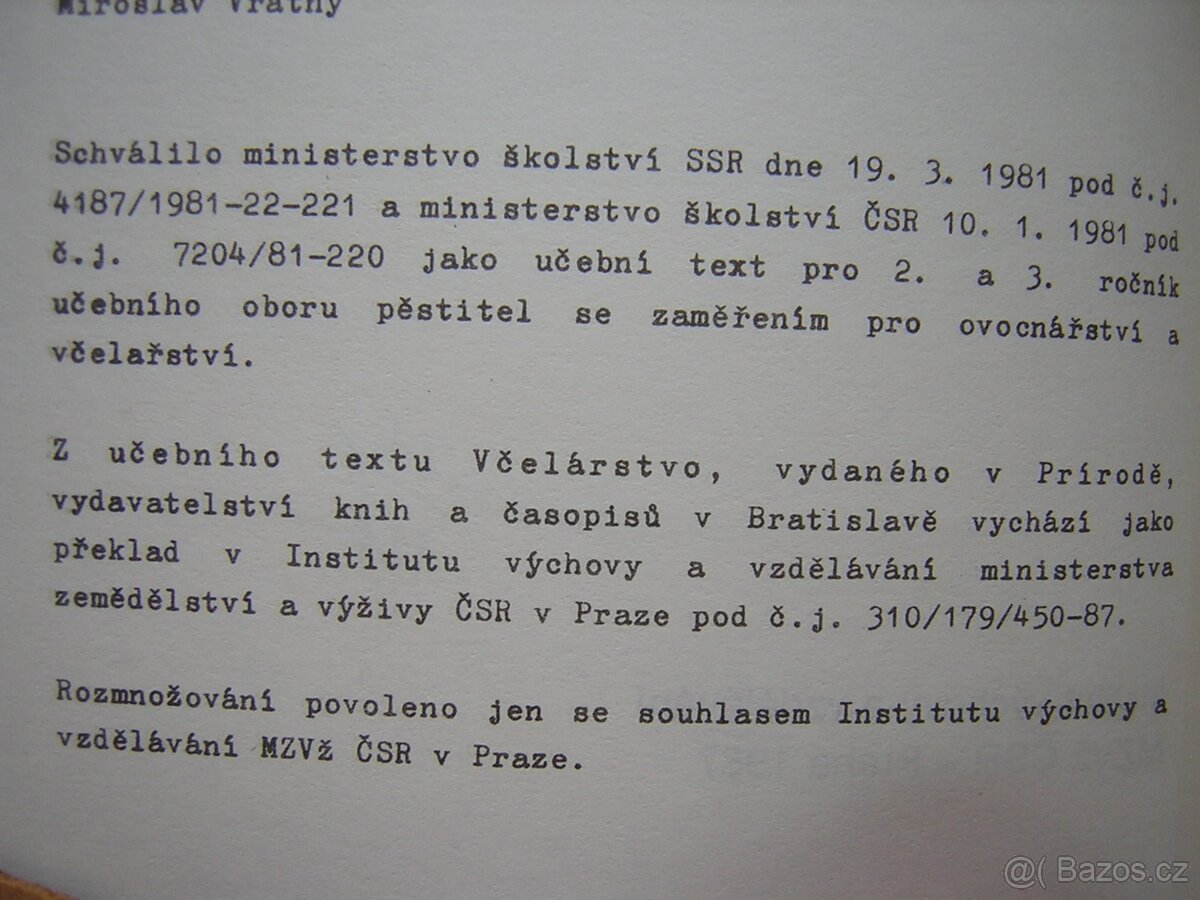 Miroslav Vrátný
Schválilo ministerstvo školství SSR dne 19. 3. 1981 pod č.j.
4187/1981-22-221 a ministerstvo školství ČSR 10. 1. 1981 pod
č.j. 7204/81-220 jako učební text pro 2. a 3. ročník
učebního oboru pěstitel se zaměřením pro ovocnářství a
včelařství.
Z učebního textu Včelárstvo, vydaného v Prírodě,
vydavatelství knih a časopisů v Bratislavě vychází jako
překlad v Institutu výchovy a vzdělávání ministerstva
zemědělství a výživy ČSR v Praze pod č.j. 310/179/450-87.
Rozmnožování povoleno jen se souhlasem Institutu výchovy a
vzdělávání MZVž ČSR v Praze.
@( Bazos.cz